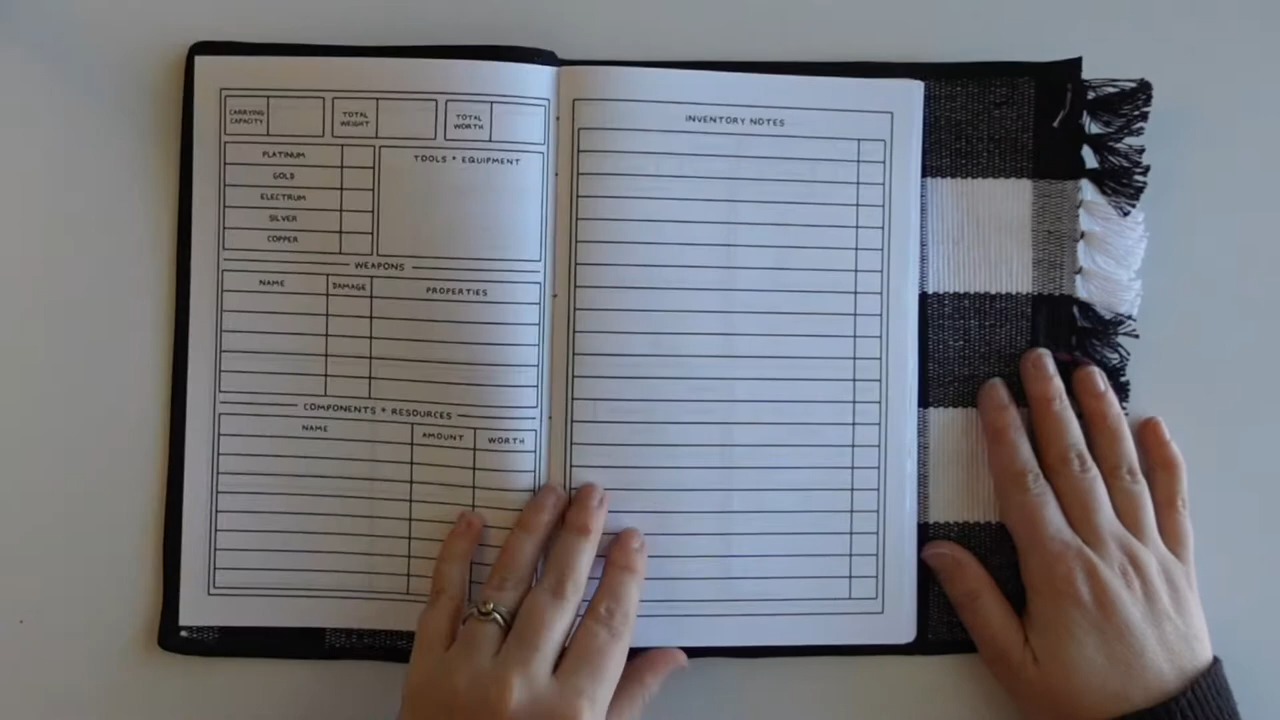 CARRYING
CAPACITY
TOTAL
WEIGHT
TOTAL
WORTH
PLATINUM
GOLD
ELECTRUM
SILVER
COPPER
TOOLS + EQUIPMENT
WEAPONS
NAME DAMAGE PROPERTIES
COMPONENTS + RESOURCES
NAME AMOUNT WORTH
INVENTORY NOTES